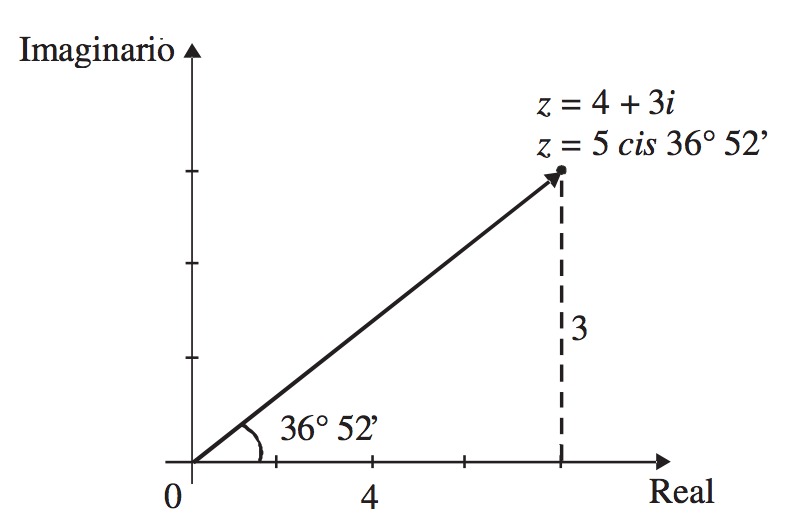 Imaginario
z = 4 + 3i
z = 5 cis 36° 52’
3
36° 52’
0
4
Real